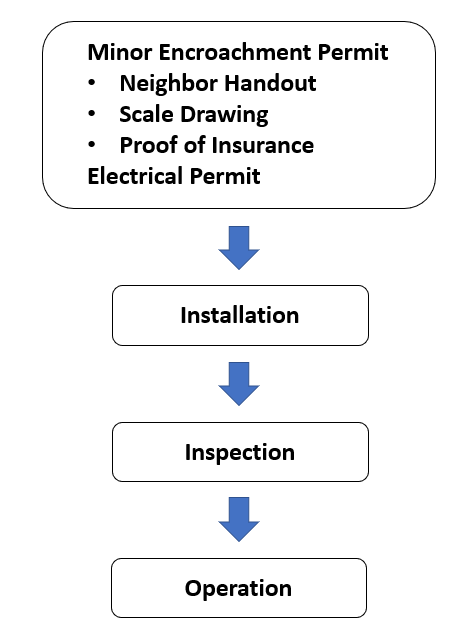 Minor Encroachment Permit
• Neighbor Handout
• Scale Drawing
• Proof of Insurance
Electrical Permit
Installation
Inspection
Operation